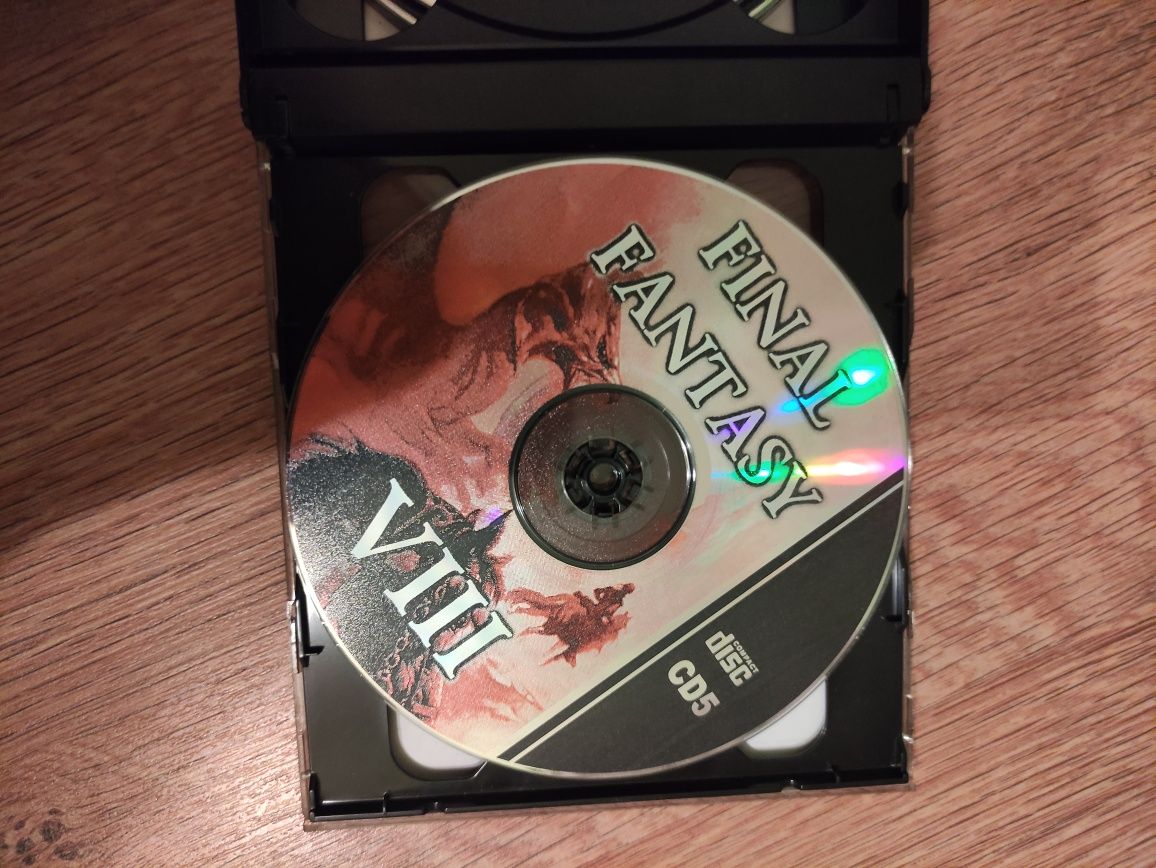 FINAL
FANTASY
VIII
COMPACT
disc
CD5